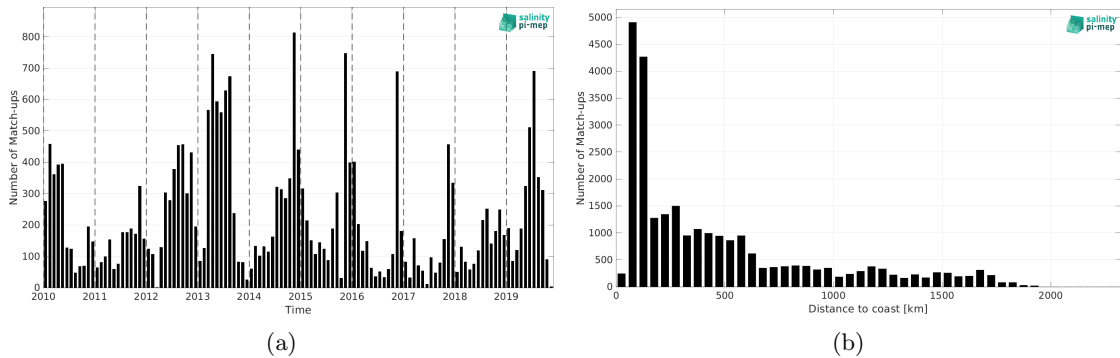 salinity
pi-mep
Number of Match-ups
800
700
600
500
400
300
200
100
0
2010 2011 2012 2013 2014 2015 2016 2017 2018 2019
Time
(a)
salinity
pi-mep
Number of Match-ups
5000
4500
4000
3500
3000
2500
2000
1500
1000
500
0
0 500 1000 1500 2000
Distance to coast [km]
(b)